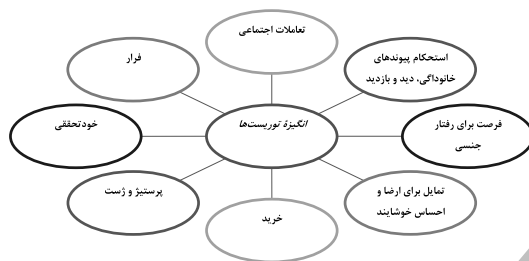 تعاملات اجتماعی
استحکام پیوندهای
خانوداگی، دید و بازدید
فرصت برای رفتار
جنسی
تمایل برای ارضا و
احساس خوشایند
خرید
پرستیژ و ژست
خودتحققی
فرار
انگیزهٔ توریست‌ها